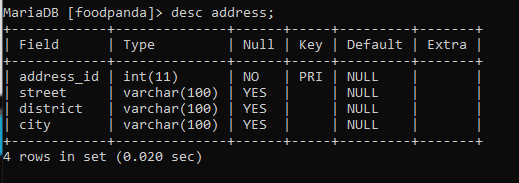 MariaDB [foodpanda]> desc address;
+------------+--------------+------+-----+---------+-------+
| Field      | Type         | Null | Key | Default | Extra |
+------------+--------------+------+-----+---------+-------+
| address_id | int(11)      | NO   | PRI | NULL    |       |
| street     | varchar(100) | YES  |     | NULL    |       |
| district   | varchar(100) | YES  |     | NULL    |       |
| city       | varchar(100) | YES  |     | NULL    |       |
+------------+--------------+------+-----+---------+-------+
4 rows in set (0.020 sec)